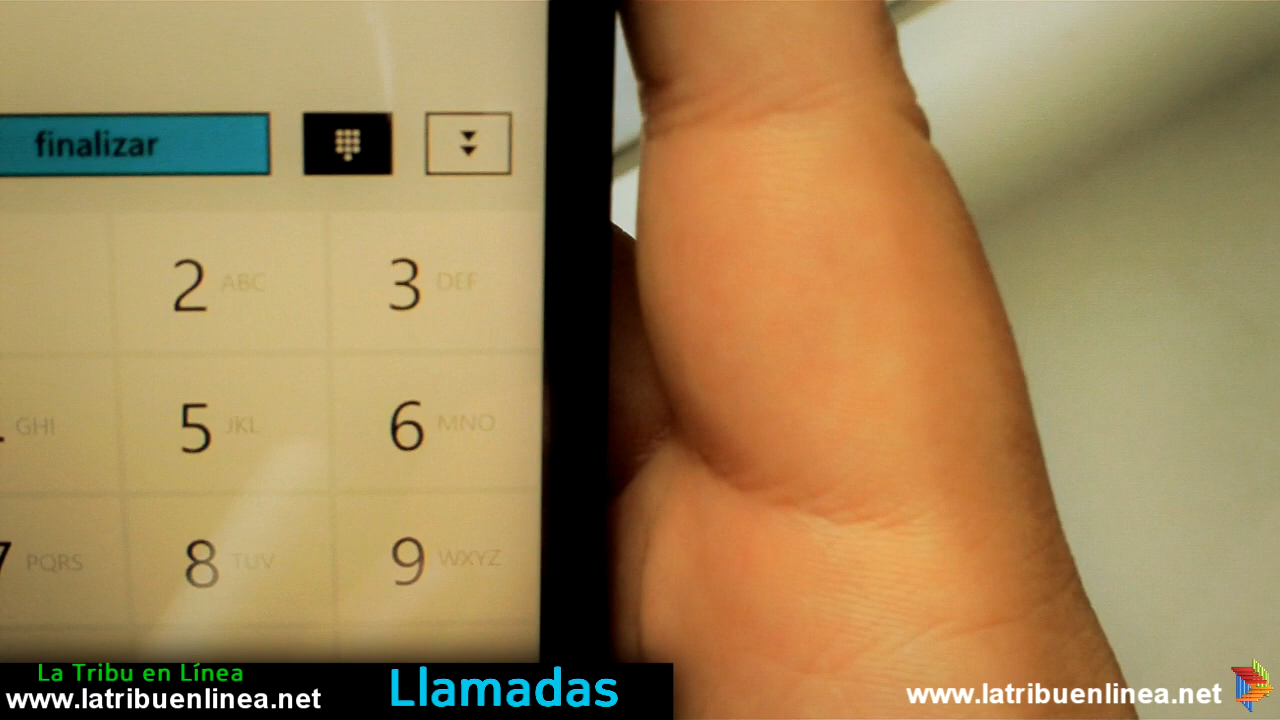 finalizar
2 ABC
3 DEF
GHI
5 JKL
6 MNO
7 PQRS
8 TUV
9 WXYZ
La Tribu en Línea
www.latribuenlinea.net
Llamadas
www.latribuenlinea.net